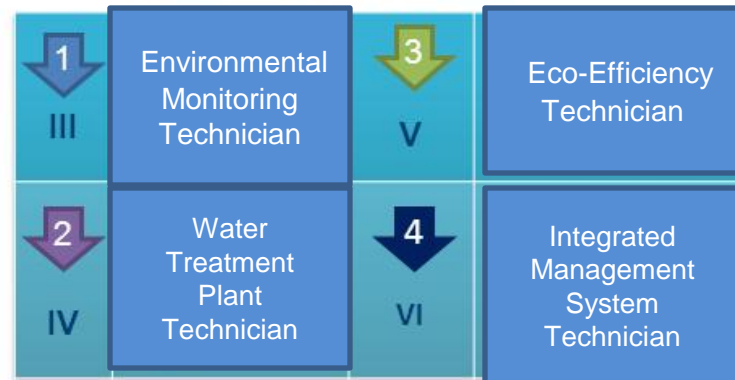 1
III
Environmental
Monitoring
Technician
3
V
Eco-Efficiency
Technician
2
IV
Water
Treatment
Plant
Technician
4
VI
Integrated
Management
System
Technician